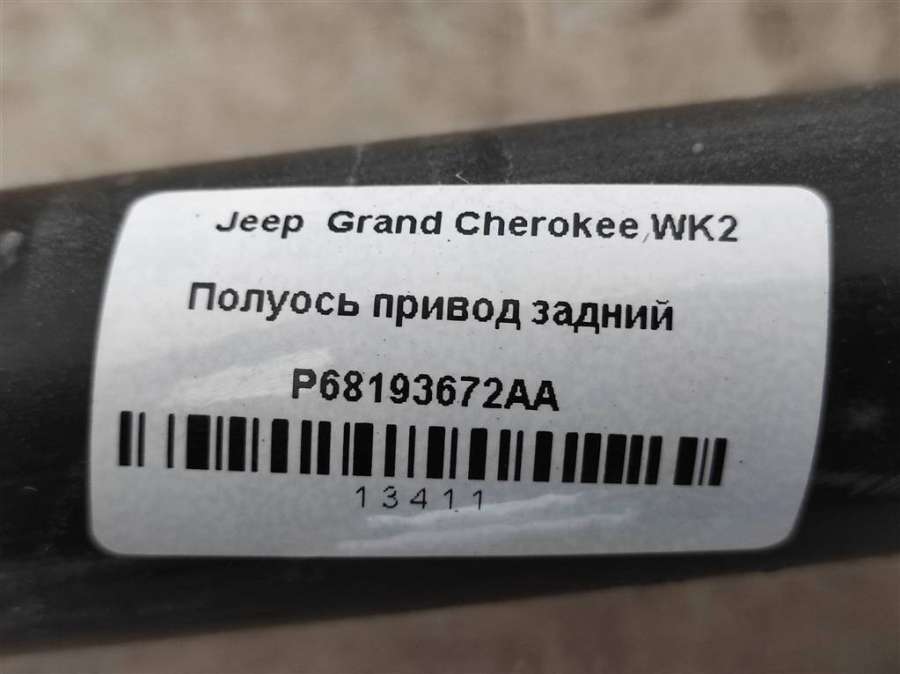 Jeep Grand Cherokee,WK2
Полуось привод задний
P68193672AA
13411